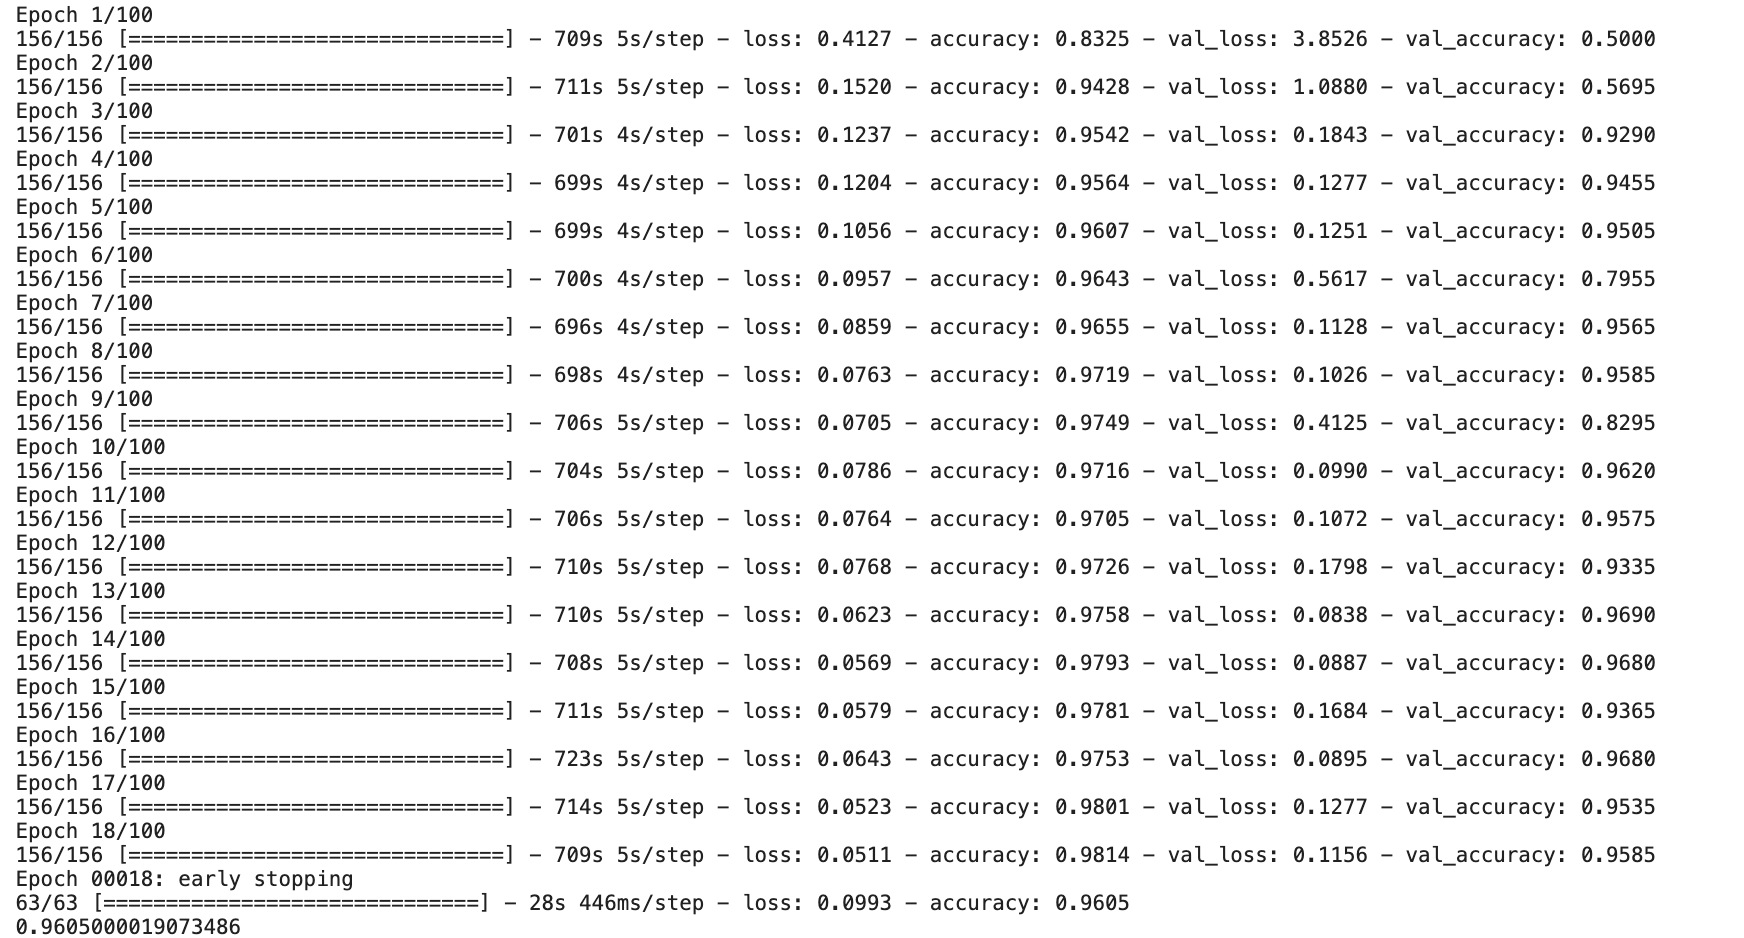 Epoch 1/100
156/156 [==============================] - 709s 5s/step - loss: 0.4127 - accuracy: 0.8325 - val_loss: 3.8526 - val_accuracy: 0.5000
Epoch 2/100
156/156 [==============================] - 711s 5s/step - loss: 0.1520 - accuracy: 0.9428 - val_loss: 1.0880 - val_accuracy: 0.5695
Epoch 3/100
156/156 [==============================] - 701s 4s/step - loss: 0.1237 - accuracy: 0.9542 - val_loss: 0.1843 - val_accuracy: 0.9290
Epoch 4/100
156/156 [==============================] - 699s 4s/step - loss: 0.1204 - accuracy: 0.9564 - val_loss: 0.1277 - val_accuracy: 0.9455
Epoch 5/100
156/156 [==============================] - 699s 4s/step - loss: 0.1056 - accuracy: 0.9607 - val_loss: 0.1251 - val_accuracy: 0.9505
Epoch 6/100
156/156 [==============================] - 700s 4s/step - loss: 0.0957 - accuracy: 0.9643 - val_loss: 0.5617 - val_accuracy: 0.7955
Epoch 7/100
156/156 [==============================] - 696s 4s/step - loss: 0.0859 - accuracy: 0.9655 - val_loss: 0.1128 - val_accuracy: 0.9565
Epoch 8/100
156/156 [==============================] - 698s 4s/step - loss: 0.0763 - accuracy: 0.9719 - val_loss: 0.1026 - val_accuracy: 0.9585
Epoch 9/100
156/156 [==============================] - 706s 5s/step - loss: 0.0705 - accuracy: 0.9749 - val_loss: 0.4125 - val_accuracy: 0.8295
Epoch 10/100
156/156 [==============================] - 704s 5s/step - loss: 0.0786 - accuracy: 0.9716 - val_loss: 0.0990 - val_accuracy: 0.9620
Epoch 11/100
156/156 [==============================] - 706s 5s/step - loss: 0.0764 - accuracy: 0.9705 - val_loss: 0.1072 - val_accuracy: 0.9575
Epoch 12/100
156/156 [==============================] - 710s 5s/step - loss: 0.0768 - accuracy: 0.9726 - val_loss: 0.1798 - val_accuracy: 0.9335
Epoch 13/100
156/156 [==============================] - 710s 5s/step - loss: 0.0623 - accuracy: 0.9758 - val_loss: 0.0838 - val_accuracy: 0.9690
Epoch 14/100
156/156 [==============================] - 708s 5s/step - loss: 0.0569 - accuracy: 0.9793 - val_loss: 0.0887 - val_accuracy: 0.9680
Epoch 15/100
156/156 [==============================] - 711s 5s/step - loss: 0.0579 - accuracy: 0.9781 - val_loss: 0.1684 - val_accuracy: 0.9365
Epoch 16/100
156/156 [==============================] - 723s 5s/step - loss: 0.0643 - accuracy: 0.9753 - val_loss: 0.0895 - val_accuracy: 0.9680
Epoch 17/100
156/156 [==============================] - 714s 5s/step - loss: 0.0523 - accuracy: 0.9801 - val_loss: 0.1277 - val_accuracy: 0.9535
Epoch 18/100
156/156 [==============================] - 709s 5s/step - loss: 0.0511 - accuracy: 0.9814 - val_loss: 0.1156 - val_accuracy: 0.9585
Epoch 00018: early stopping
63/63 [==============================] - 28s 446ms/step - loss: 0.0993 - accuracy: 0.9605
0.9605000019073486